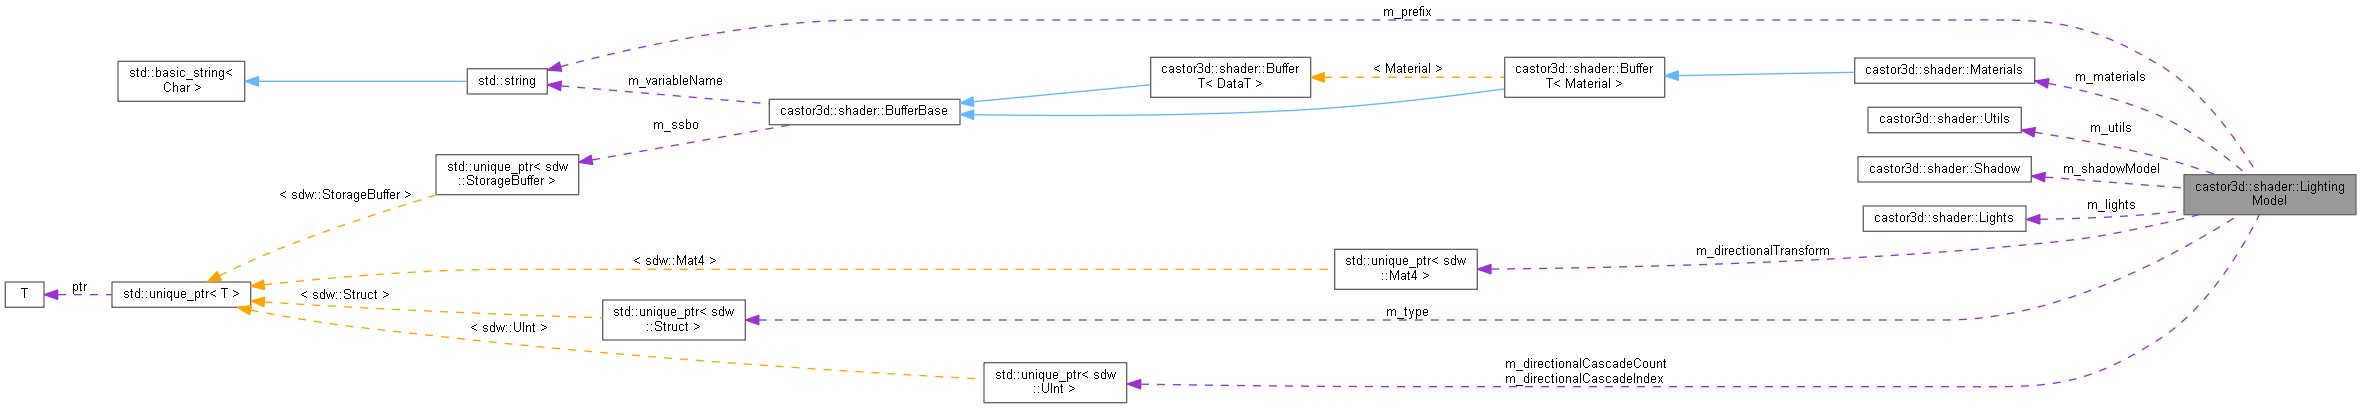 m_prefix
std::basic_string<
Char >
std::string
m_variableName
castor3d::shader::BufferBase
castor3d::shader::Buffer
T< DataT >
< Material >
castor3d::shader::Buffer
T< Material >
castor3d::shader::Materials
m_materials
castor3d::shader::Utils
m_utils
m_ssbo
std::unique_ptr< sdw
::StorageBuffer >
castor3d::shader::Shadow
m_shadowModel
castor3d::shader::Lighting
Model
< sdw::StorageBuffer >
castor3d::shader::Lights
m_lights
m_directionalTransform
< sdw::Mat4 >
std::unique_ptr< sdw
::Mat4 >
T
ptr
std::unique_ptr< T >
< sdw::Struct >
std::unique_ptr< sdw
::Struct >
m_type
< sdw::UInt >
m_directionalCascadeCount
m_directionalCascadeIndex
std::unique_ptr< sdw
::UInt >